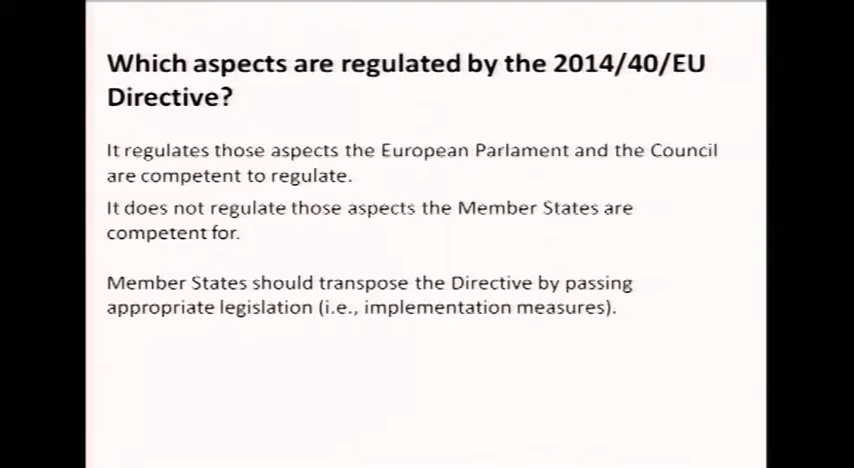 Which aspects are regulated by the 2014/40/EU
Directive?
It regulates those aspects the European Parliament and the Council
are competent to regulate.
It does not regulate those aspects the Member States are
competent for.
Member States should transpose the Directive by passing
appropriate legislation (i.e., implementation measures).